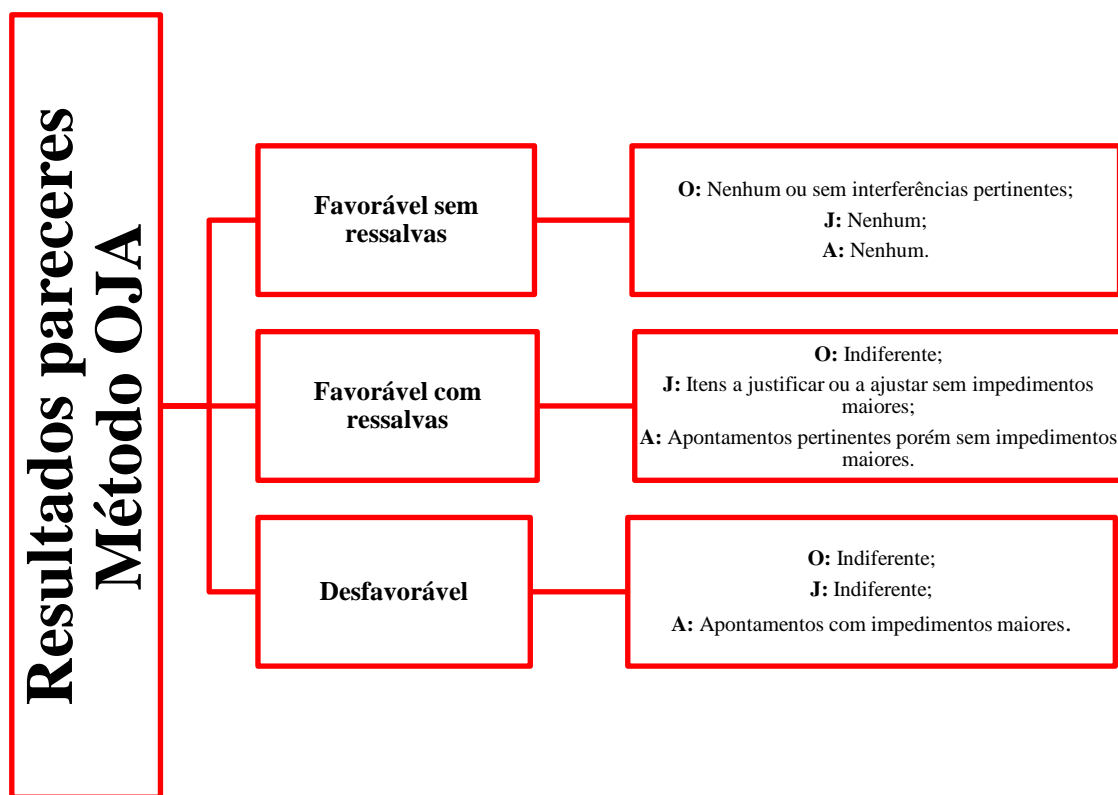 Resultados pareceres
Método OJA
Favorável sem
ressalvas
O: Nenhum ou sem interferências pertinentes;
J: Nenhum;
A: Nenhum.
Favorável com
ressalvas
O: Indiferente;
J: Itens a justificar ou a ajustar sem impedimentos
maiores;
A: Apontamentos pertinentes porém sem impedimentos
maiores.
Desfavorável
O: Indiferente;
J: Indiferente;
A: Apontamentos com impedimentos maiores.